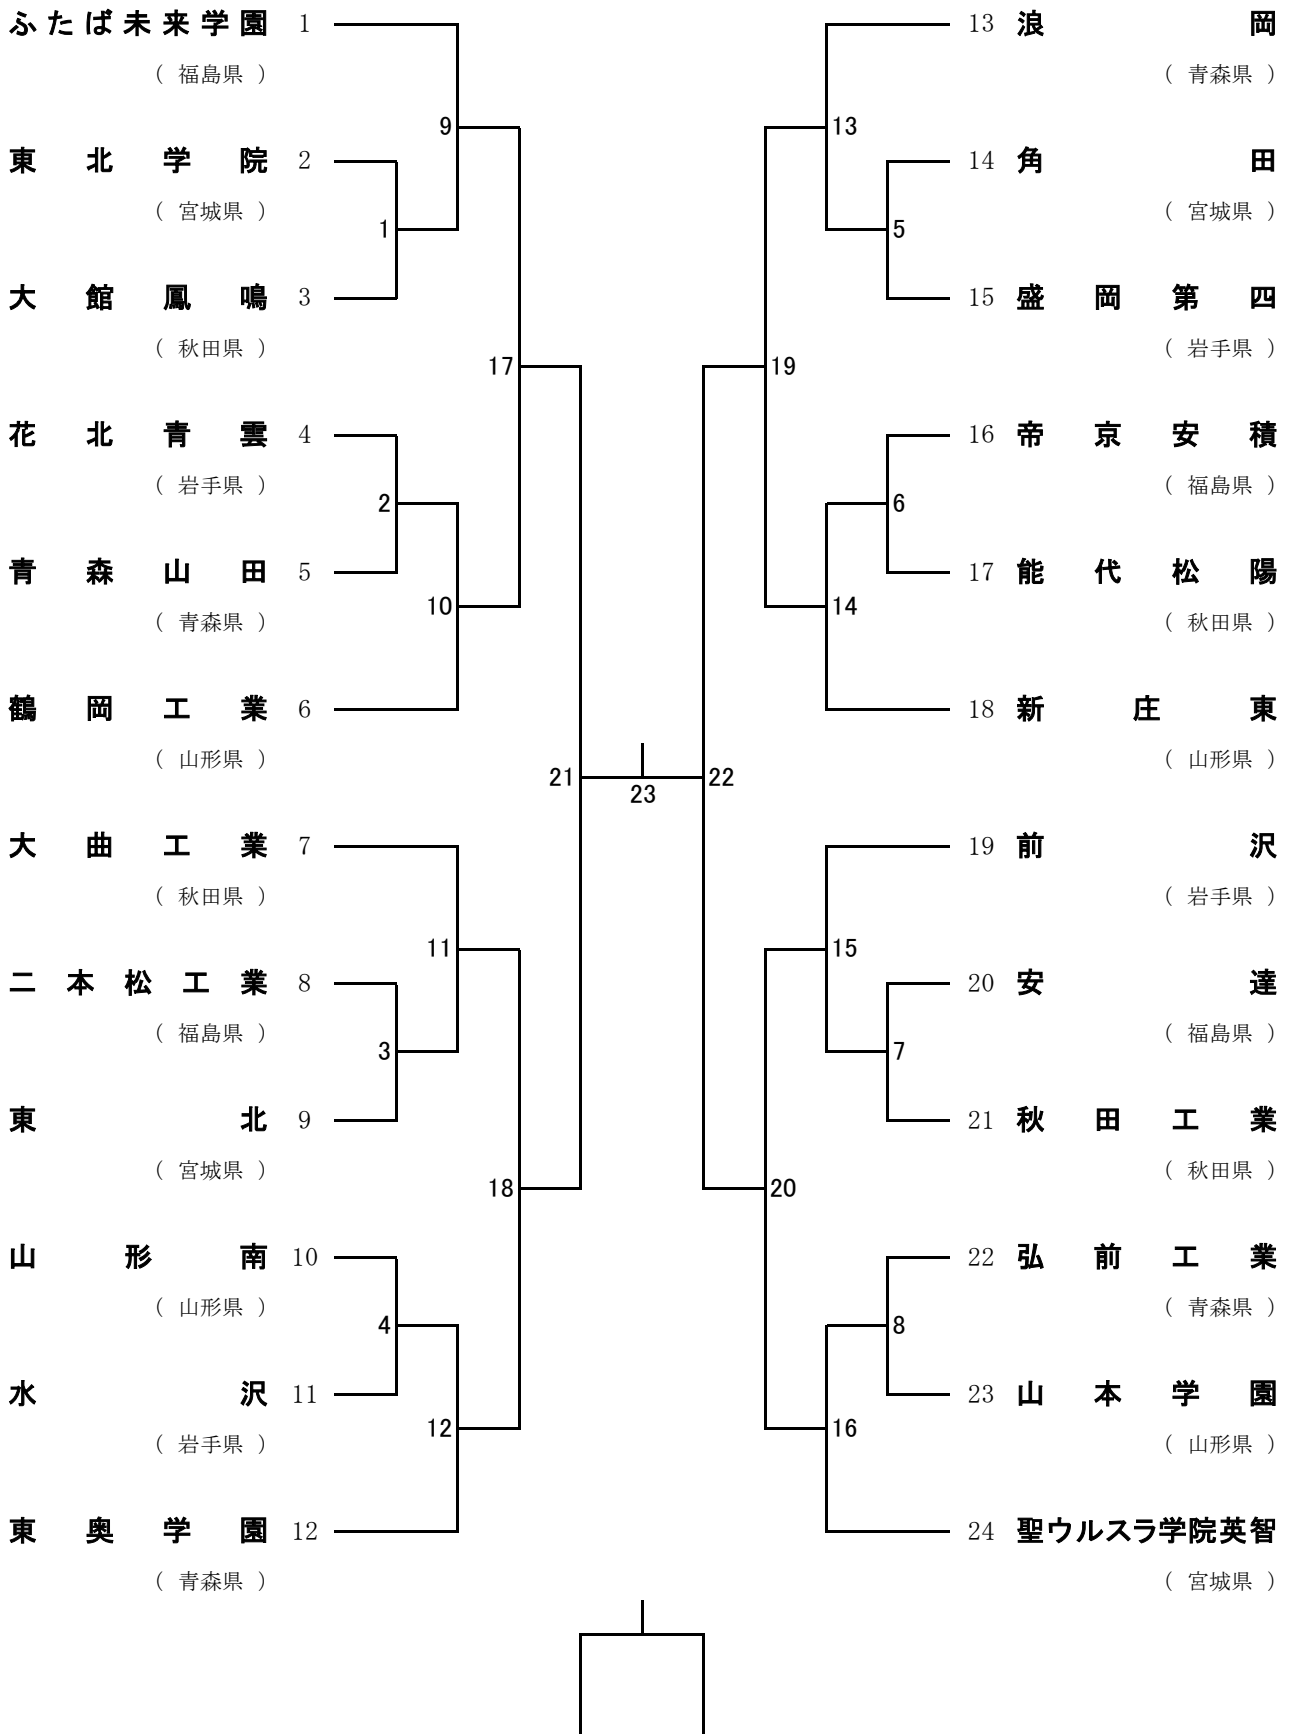 ふたば未来学園 1
( 福島県 )
東北学院 2
( 宮城県 )
大館鳳鳴 3
( 秋田県 )
花北青雲 4
( 岩手県 )
青森山田 5
( 青森県 )
鶴岡工業 6
( 山形県 )
大曲工業 7
( 秋田県 )
二本松工業 8
( 福島県 )
東北 9
( 宮城県 )
山形南 10
( 山形県 )
水沢 11
( 岩手県 )
東奥学園 12
( 青森県 )
9
1
17
2
10
21
11
3
18
4
12
23
13
5
19
6
14
22
15
7
20
8
16
13 浪岡
( 青森県 )
14 角田
( 宮城県 )
15 盛岡第四
( 岩手県 )
16 帝京安積
( 福島県 )
17 能代松陽
( 秋田県 )
18 新庄東
( 山形県 )
19 前沢
( 岩手県 )
20 安達
( 福島県 )
21 秋田工業
( 秋田県 )
22 弘前工業
( 青森県 )
23 山本学園
( 山形県 )
24 聖ウルスラ学院英智
( 宮城県 )